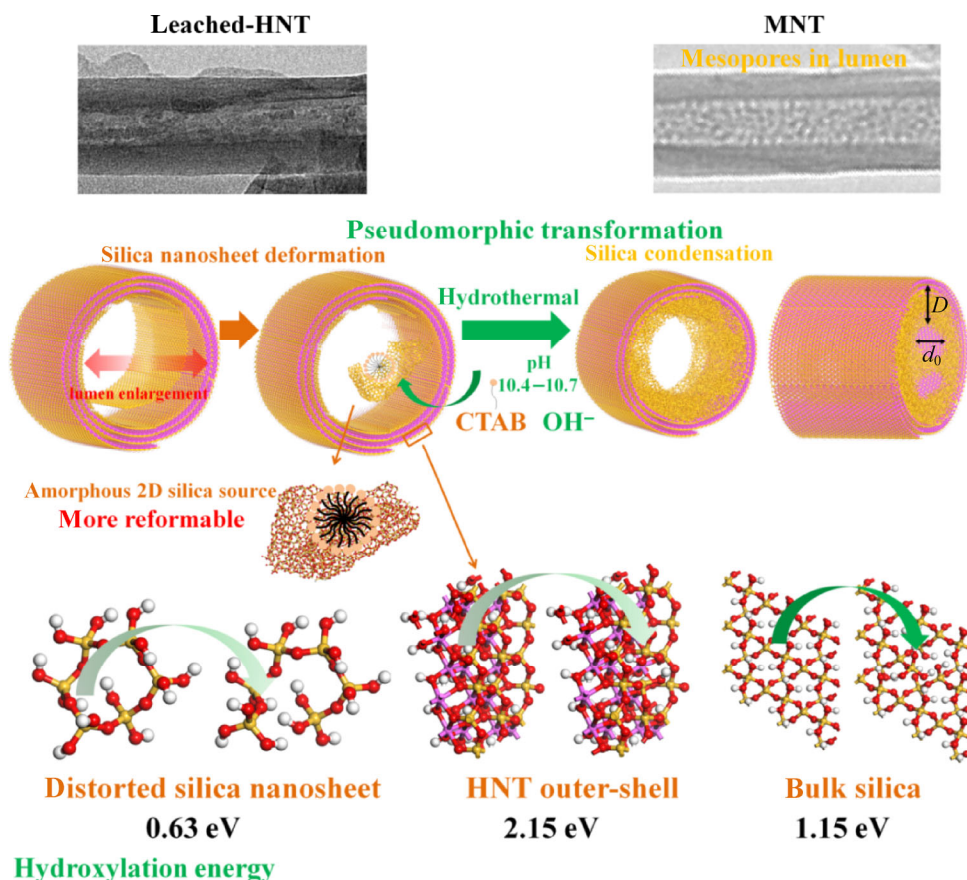 Leached-HNT
MNT
Mesopores in lumen
Pseudomorphic transformation
Silica nanosheet deformation
Silica condensation
Hydrothermal
D
d0
lumen enlargement
pH
10.4–10.7
CTAB
OH−
Amorphous 2D silica source
More reformable
Distorted silica nanosheet
HNT outer-shell
Bulk silica
0.63 eV
2.15 eV
1.15 eV
Hydroxylation energy